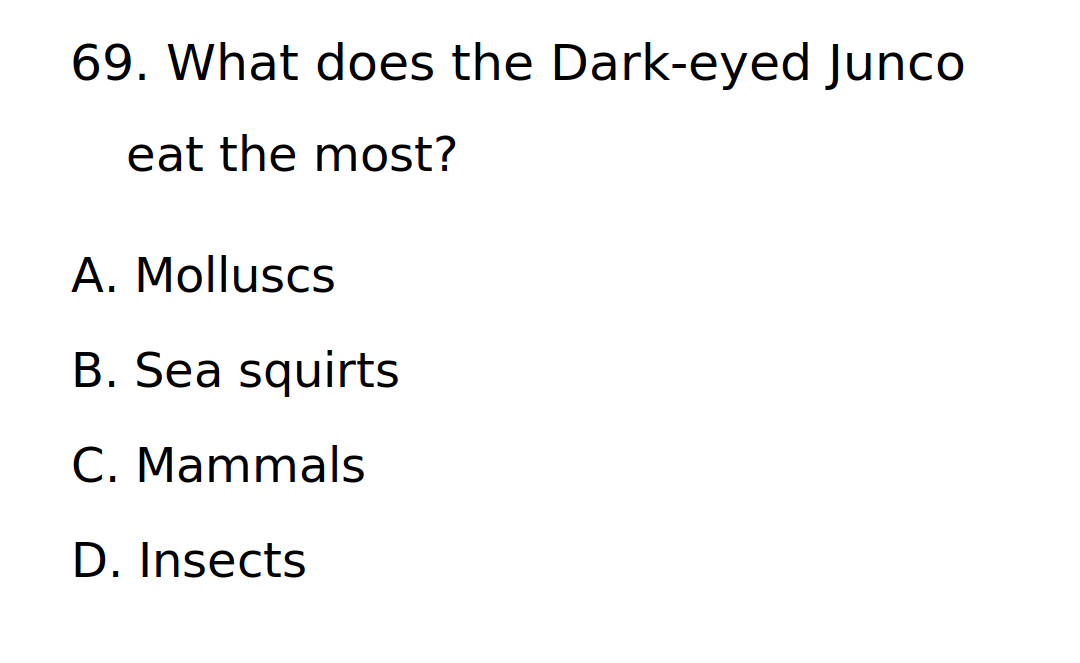 69. What does the Dark-eyed Junco
eat the most?
A. Molluscs
B. Sea squirts
C. Mammals
D. Insects